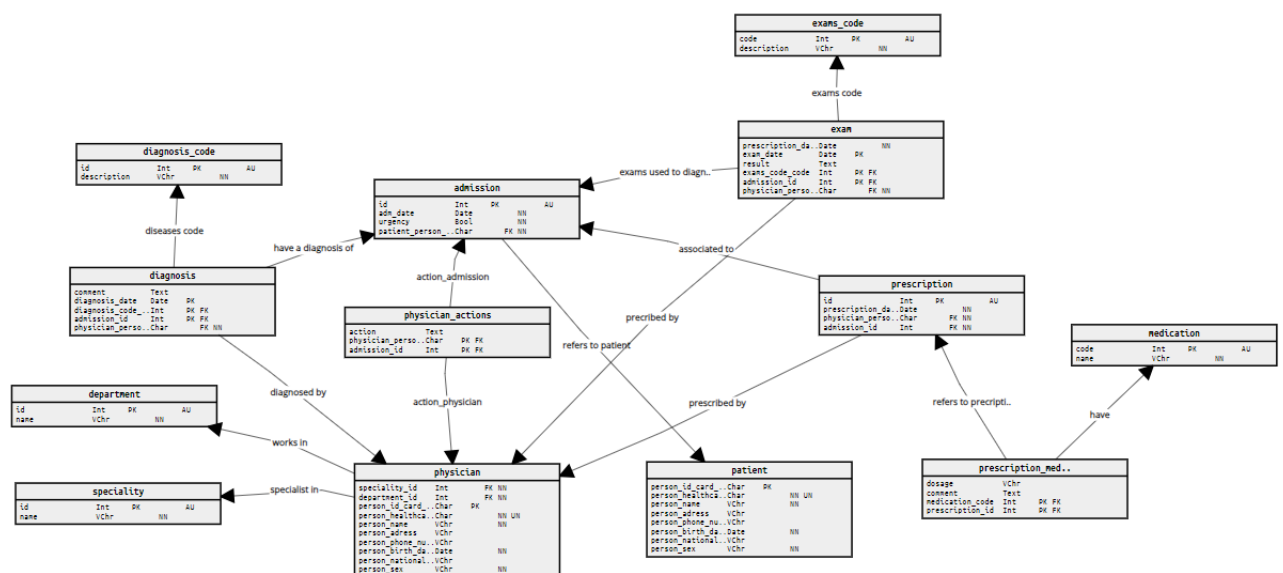 exams_code
code Int PK AU
description VChr NN
exams code
exam
prescription_da..Date NN
exam_date Date PK
result Text
exams_code_code Int PK FK
admission_id Int PK FK
physician_perso..Char FK NN
diagnosis_code
id Int PK AU
description VChr NN
diseases code
exams used to diagn..
admission
id Int PK AU
adm_date Date NN
urgency Bool NN
patient_person_..Char FK NN
have a diagnosis of
associated to
action_admission
diagnosis
comment Text
diagnosis_date Date PK
diagnosis_code_..Int PK FK
admission_id Int PK FK
physician_perso..Char FK NN
prescription
id Int PK AU
prescription_da..Date NN
physician_perso..Char FK NN
admission_id Int FK NN
physician_actions
action Text
physician_perso..Char PK FK
admission_id Int PK FK
precribed by
refers to patient
medication
code Int PK AU
name VChr NN
diagnosed by
action_physician
prescribed by
refers to precripti..
have
department
id Int PK AU
name VChr NN
works in
speciality
id Int PK AU
name VChr NN
specialist in
physician
speciality_id Int FK NN
department_id Int FK NN
person_id_card_..Char PK
person_healthca..Char NN UN
person_name VChr NN
person_adress VChr
person_phone_nu..VChr
person_birth_da..Date NN
person_national..VChr
person_sex VChr NN
patient
person_id_card_..Char PK
person_healthca..Char NN UN
person_name VChr NN
person_adress VChr
person_phone_nu..VChr
person_birth_da..Date NN
person_national..VChr
person_sex VChr NN
prescription_med..
dosage VChr
comment Text
medication_code Int PK FK
prescription_id Int PK FK